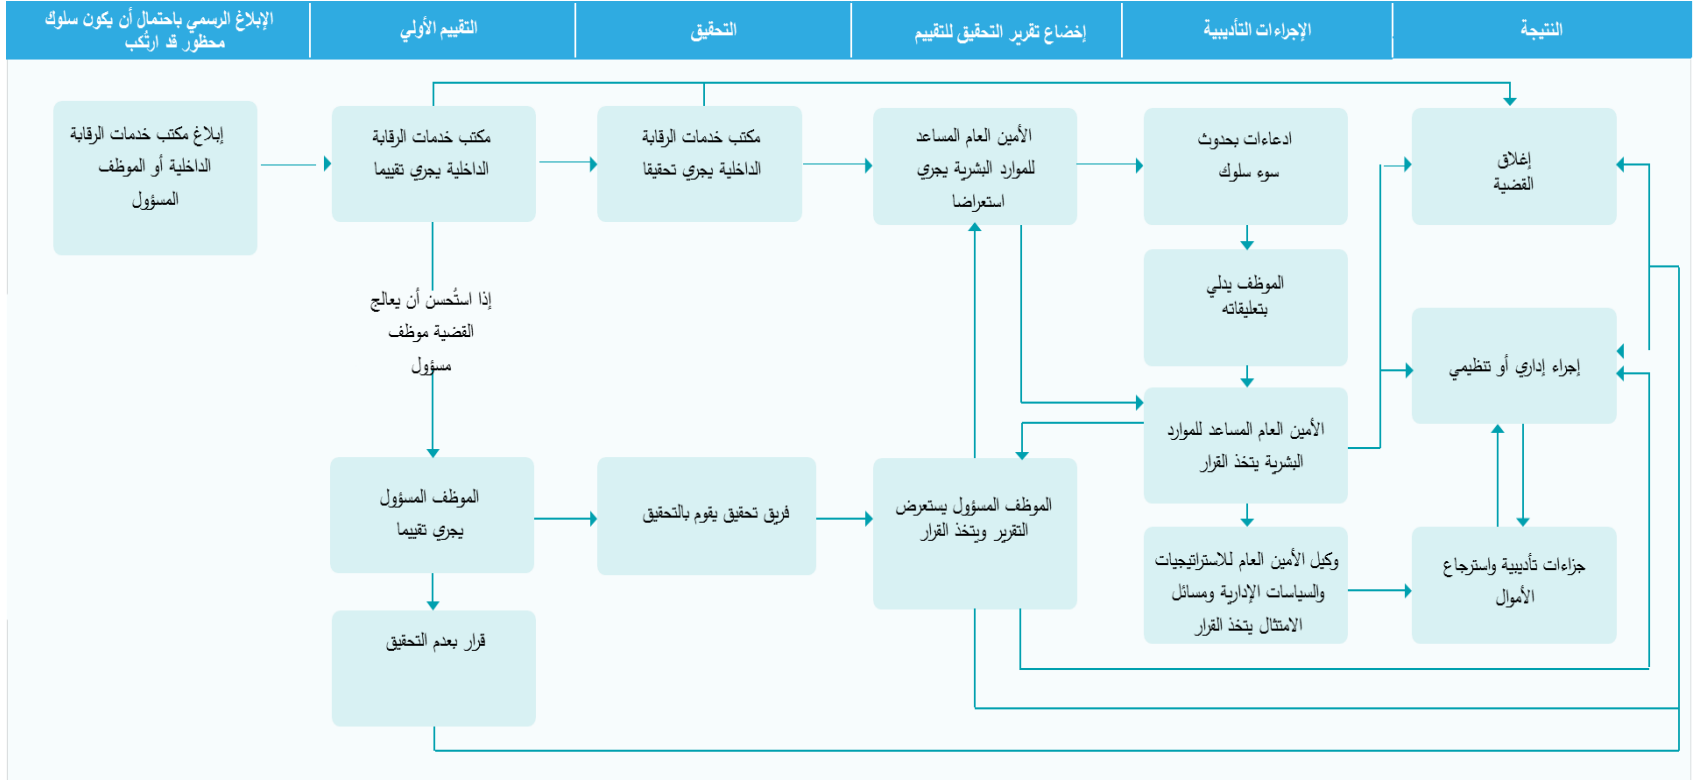 الإبلاغ الرسمي باحتمال أن يكون سلوك
محظور قد ارتُكب
التقييم الأولي
التحقيق
إخضاع تقرير التحقيق للتقييم
الإجراءات التأديبية
النتيجة
إبلاغ مكتب خدمات الرقابة
الداخلية أو الموظف
المسؤول
مكتب خدمات الرقابة
الداخلية يجري تقييما
إذا استُحسن أن يعالج
القضية موظف
مسؤول
الموظف المسؤول
يجري تقييما
قرار بعدم التحقيق
مكتب خدمات الرقابة
الداخلية يجري تحقيقا
فريق تحقيق يقوم بالتحقيق
الأمين العام المساعد
للموارد البشرية يجري
استعراضا
الموظف المسؤول يستعرض
التقرير ويتخذ القرار
ادعاءات بحدوث
سوء سلوك
الموظف يدلي
بتعليقاته
الأمين العام المساعد للموارد
البشرية يتخذ القرار
وكيل الأمين العام للاستراتيجيات
والسياسات الإدارية ومسائل
الامتثال يتخذ القرار
إغلاق
القضية
إجراء إداري أو تنظيمي
جزاءات تأديبية واسترجاع
الأموال